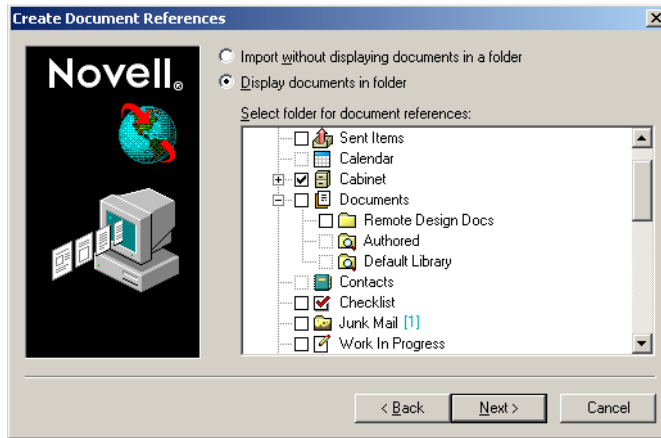 Create Document References
Novell®
Import without displaying documents in a folder
Display documents in folder
Select folder for document references:
Sent Items
Calendar
Cabinet
Documents
Remote Design Docs
Authored
Default Library
Contacts
Checklist
Junk Mail [1]
Work In Progress
< Back Next > Cancel